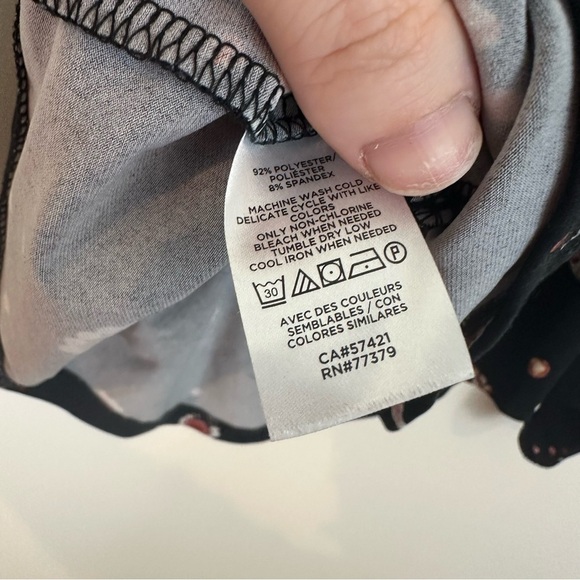 92% POLYESTER/
POLIÉSTER
8% SPANDEX
MACHINE WASH COLD
DELICATE CYCLE WITH LIKE
COLORS
ONLY NON-CHLORINE
BLEACH WHEN NEEDED
TUMBLE DRY LOW
COOL IRON WHEN NEEDED
30 P
AVEC DES COULEURS
SEMBLABLES / CON
COLORES SIMILARES
CA#57421
RN#77379